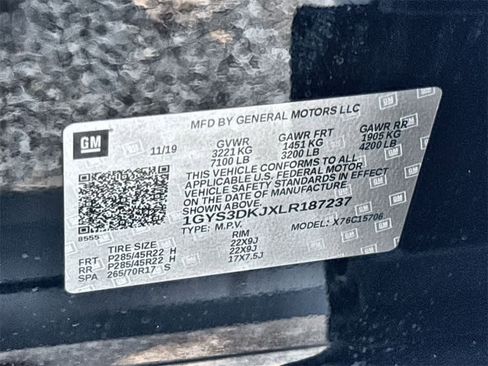 MFD BY GENERAL MOTORS LLC
GM
11/19
GVWR GAWR FRT GAWR RR
3221 KG 1451 KG 1905 KG
7100 LB 3200 LB 4200 LB
THIS VEHICLE CONFORMS TO ALL
APPLICABLE U.S. FEDERAL MOTOR
VEHICLE SAFETY STANDARDS IN EFFECT
ON THE DATE OF MANUFACTURE
SHOWN ABOVE.
1GYS3DKJXLR187237
8555
TYPE: M.P.V. MODEL: X76C15706
TIRE SIZE RIM
FRT P285/45R22 H 22X9J
RR P285/45R22 H 22X9J
SP 265/70R17 S 17X7.5J